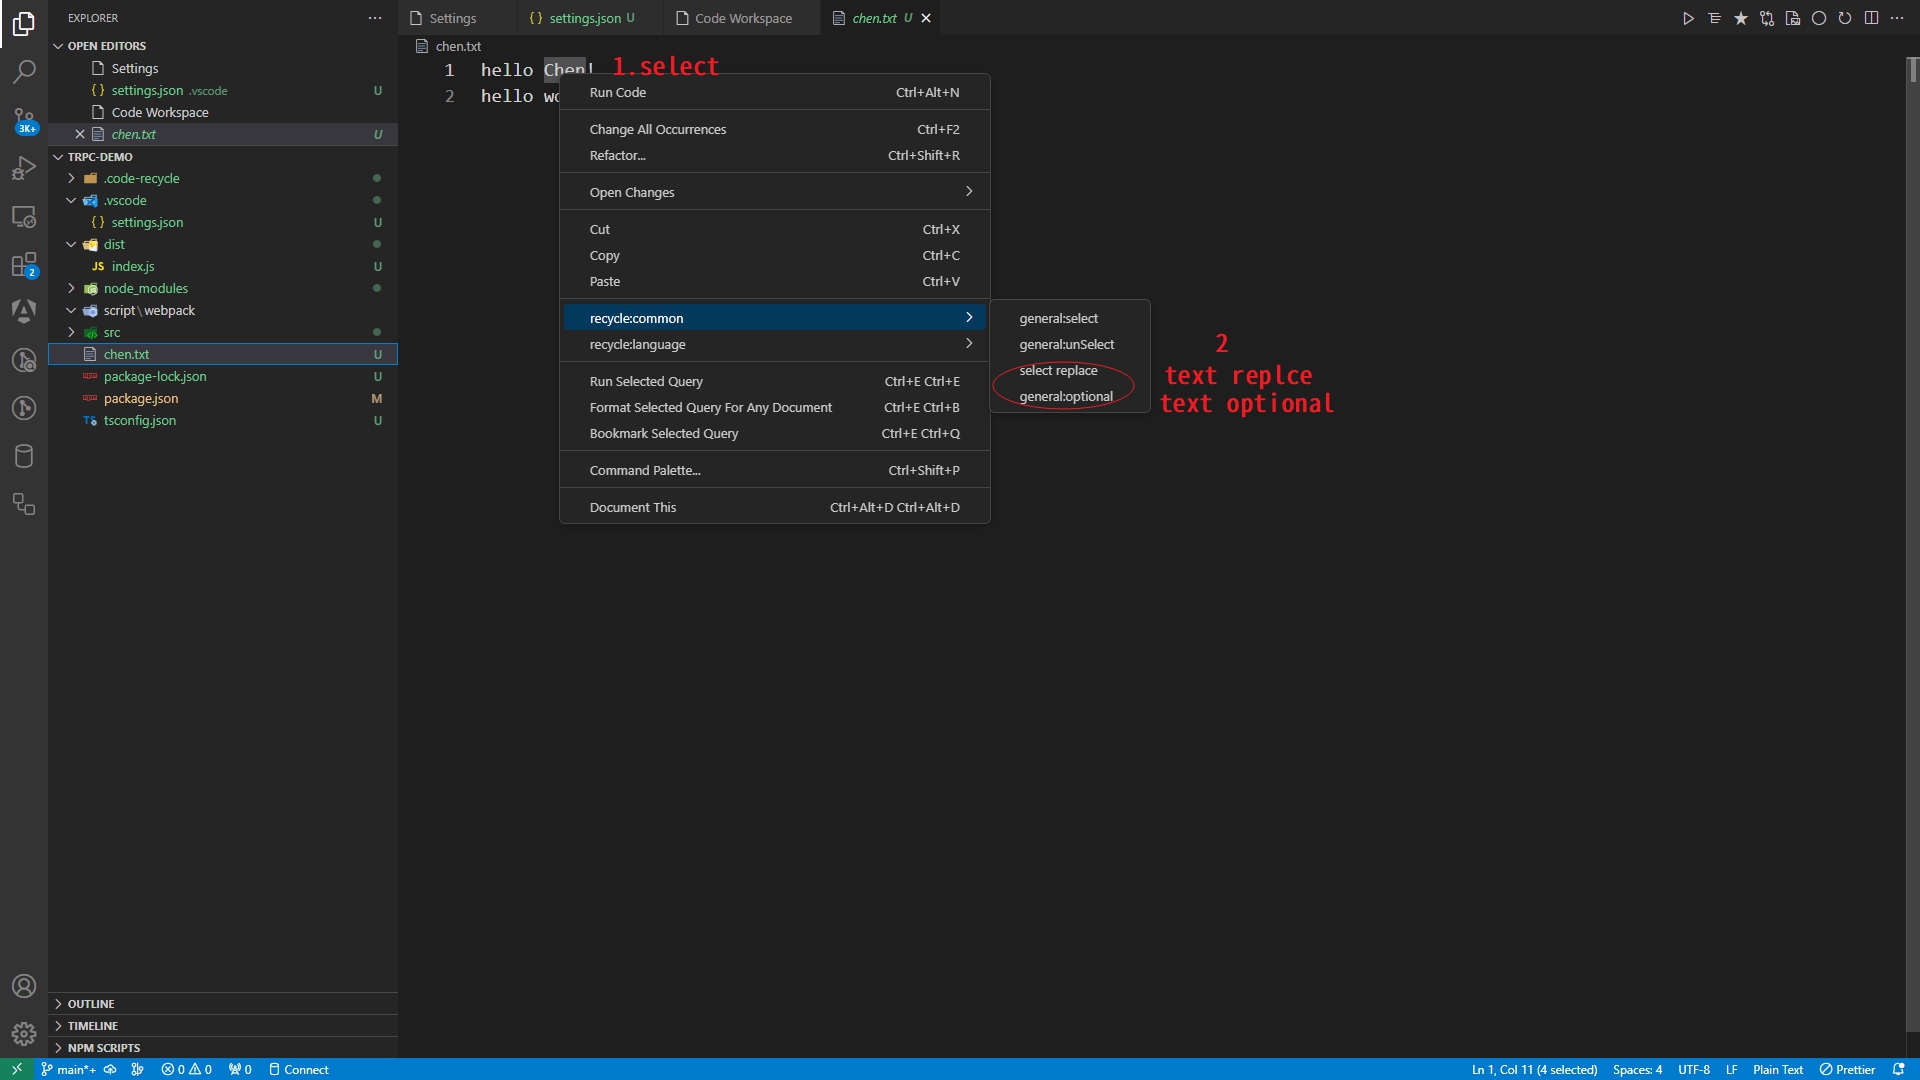 EXPLORER
OPEN EDITORS
Settings
{ } settings.json .vscode U
Code Workspace
chen.txt U
TRPC-DEMO
.code-recycle
.vscode
{ } settings.json U
dist
JS index.js U
node_modules
script\webpack
src
chen.txt U
package-lock.json U
package.json M
TS tsconfig.json U
OUTLINE
TIMELINE
NPM SCRIPTS
3K+
2
Settings
{ } settings.json U
Code Workspace
chen.txt U
chen.txt
1 hello Chen!
2 hello wo
1.select
Run Code Ctrl+Alt+N
Change All Occurrences Ctrl+F2
Refactor... Ctrl+Shift+R
Open Changes
Cut Ctrl+X
Copy Ctrl+C
Paste Ctrl+V
recycle:common
recycle:language
Run Selected Query Ctrl+E Ctrl+E
Format Selected Query For Any Document Ctrl+E Ctrl+B
Bookmark Selected Query Ctrl+E Ctrl+Q
Command Palette... Ctrl+Shift+P
Document This Ctrl+Alt+D Ctrl+Alt+D
general:select
general:unSelect
select replace
general:optional
2
text replce
text optional
main*+ 0 0 0 Connect
Ln 1, Col 11 (4 selected) Spaces: 4 UTF-8 LF Plain Text Prettier